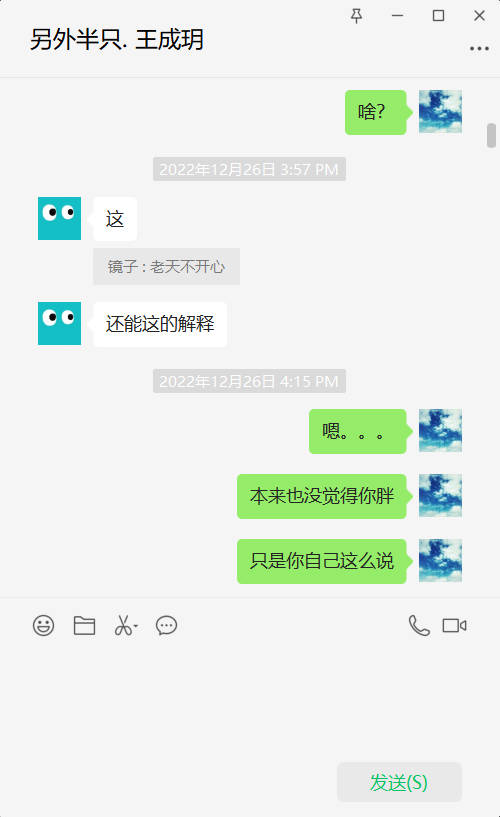 另外半只. 王成玥
啥？
2022年12月26日 3:57 PM
这
镜子 : 老天不开心
还能这的解释
2022年12月26日 4:15 PM
嗯。。。
本来也没觉得你胖
只是你自己这么说
发送(S)